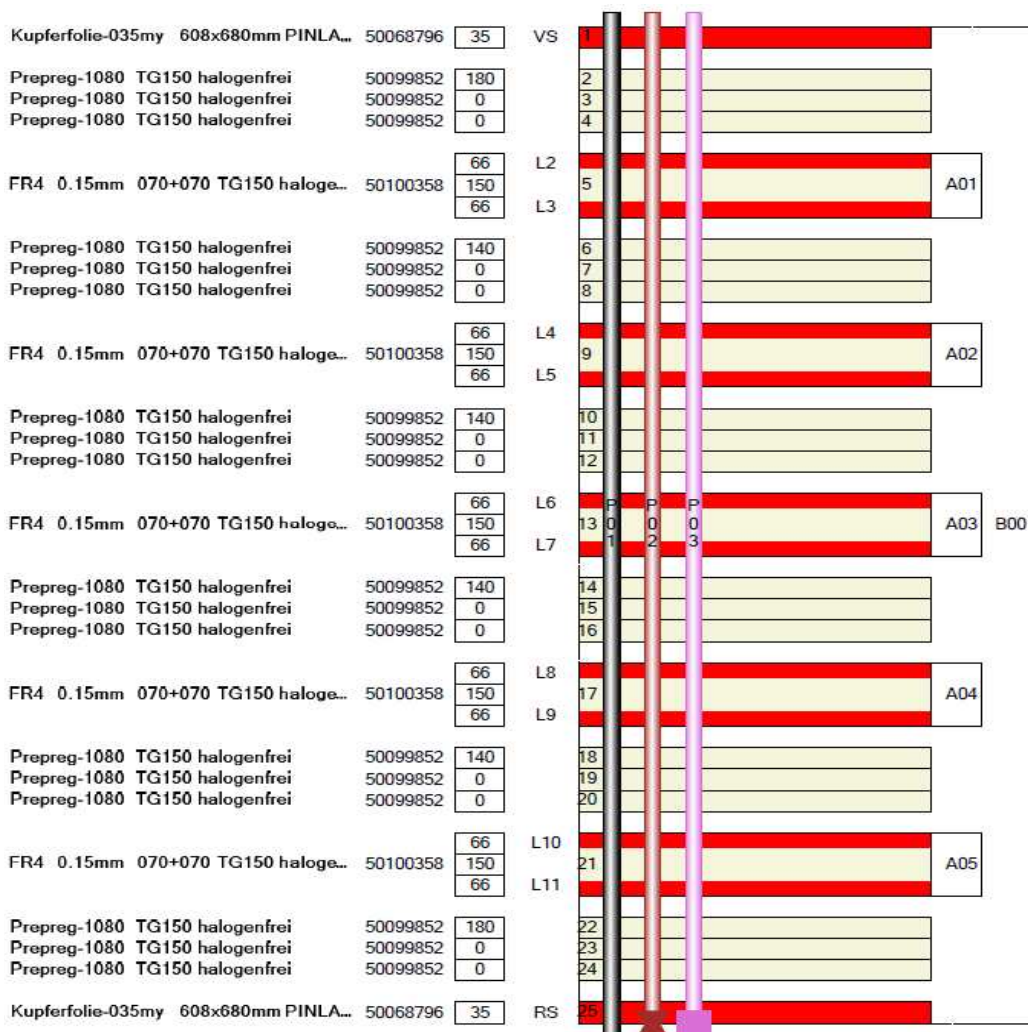 Kupferfolie-035my 608x680mm PINLA... 50068796 35 VS 1
Prepreg-1080 TG150 halogenfrei 50099852 180 2
Prepreg-1080 TG150 halogenfrei 50099852 0 3
Prepreg-1080 TG150 halogenfrei 50099852 0 4
66 L2
FR4 0.15mm 070+070 TG150 haloge... 50100358 150 5 A01
66 L3
Prepreg-1080 TG150 halogenfrei 50099852 140 6
Prepreg-1080 TG150 halogenfrei 50099852 0 7
Prepreg-1080 TG150 halogenfrei 50099852 0 8
66 L4
FR4 0.15mm 070+070 TG150 haloge... 50100358 150 9 A02
66 L5
Prepreg-1080 TG150 halogenfrei 50099852 140 10
Prepreg-1080 TG150 halogenfrei 50099852 0 11
Prepreg-1080 TG150 halogenfrei 50099852 0 12
66 L6
FR4 0.15mm 070+070 TG150 haloge... 50100358 150 13 P01 P02 P03 A03 B00
66 L7
Prepreg-1080 TG150 halogenfrei 50099852 140 14
Prepreg-1080 TG150 halogenfrei 50099852 0 15
Prepreg-1080 TG150 halogenfrei 50099852 0 16
66 L8
FR4 0.15mm 070+070 TG150 haloge... 50100358 150 17 A04
66 L9
Prepreg-1080 TG150 halogenfrei 50099852 140 18
Prepreg-1080 TG150 halogenfrei 50099852 0 19
Prepreg-1080 TG150 halogenfrei 50099852 0 20
66 L10
FR4 0.15mm 070+070 TG150 haloge... 50100358 150 21 A05
66 L11
Prepreg-1080 TG150 halogenfrei 50099852 180 22
Prepreg-1080 TG150 halogenfrei 50099852 0 23
Prepreg-1080 TG150 halogenfrei 50099852 0 24
Kupferfolie-035my 608x680mm PINLA... 50068796 35 RS 25